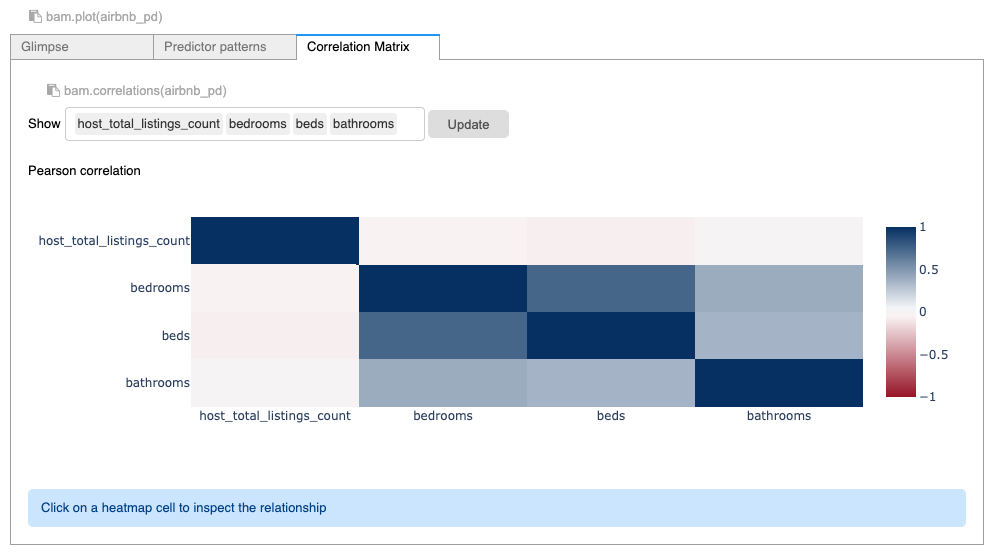 bam.plot(airbnb_pd)
Glimpse Predictor patterns Correlation Matrix
bam.correlations(airbnb_pd)
Show host_total_listings_count bedrooms beds bathrooms Update
Pearson correlation
host_total_listings_count
bedrooms
beds
bathrooms
host_total_listings_count bedrooms beds bathrooms
1
0.5
0
−0.5
−1
Click on a heatmap cell to inspect the relationship